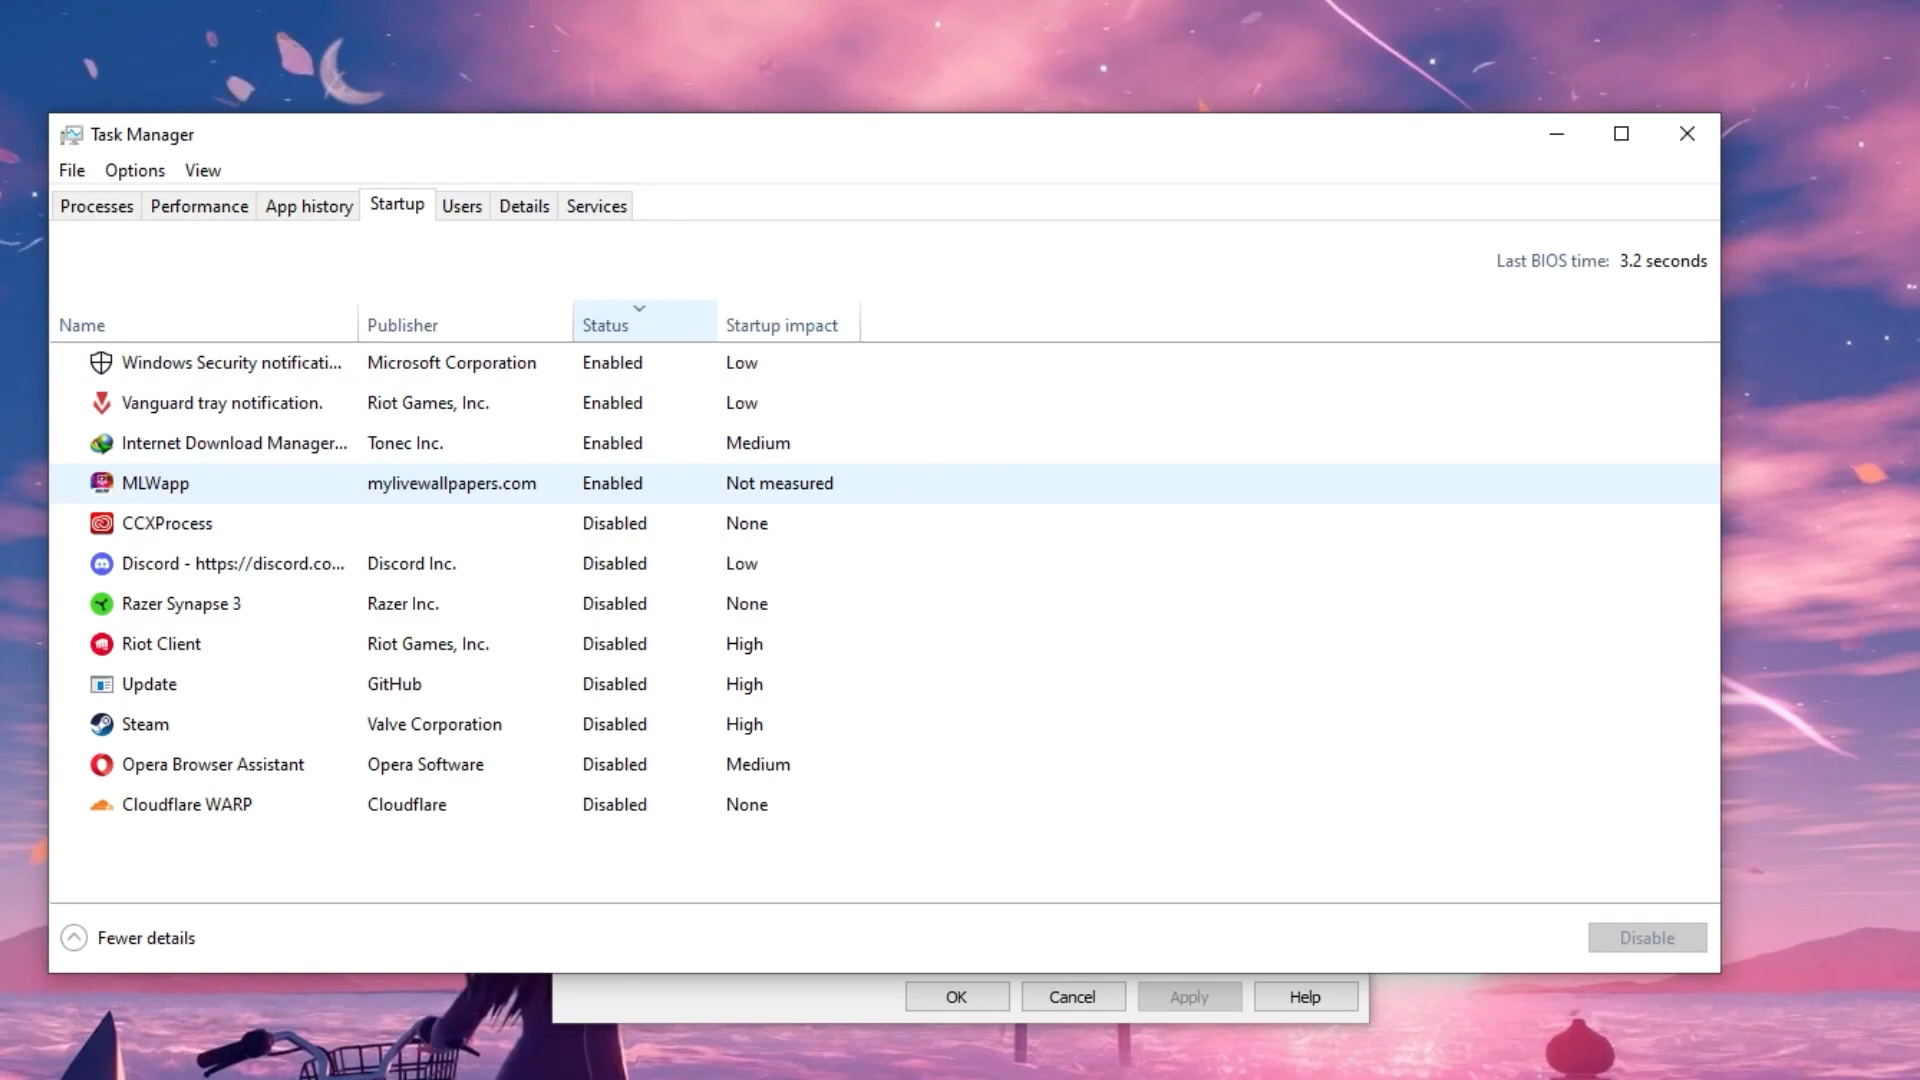 Task Manager
File Options View
Processes Performance App history Startup Users Details Services
Last BIOS time: 3.2 seconds
Name Publisher Status Startup impact
Windows Security notificati... Microsoft Corporation Enabled Low
Vanguard tray notification. Riot Games, Inc. Enabled Low
Internet Download Manager... Tonec Inc. Enabled Medium
MLWapp mylivewallpapers.com Enabled Not measured
CCXProcess Disabled None
Discord - https://discord.co... Discord Inc. Disabled Low
Razer Synapse 3 Razer Inc. Disabled None
Riot Client Riot Games, Inc. Disabled High
Update GitHub Disabled High
Steam Valve Corporation Disabled High
Opera Browser Assistant Opera Software Disabled Medium
Cloudflare WARP Cloudflare Disabled None
Fewer details Disable
OK Cancel Apply Help